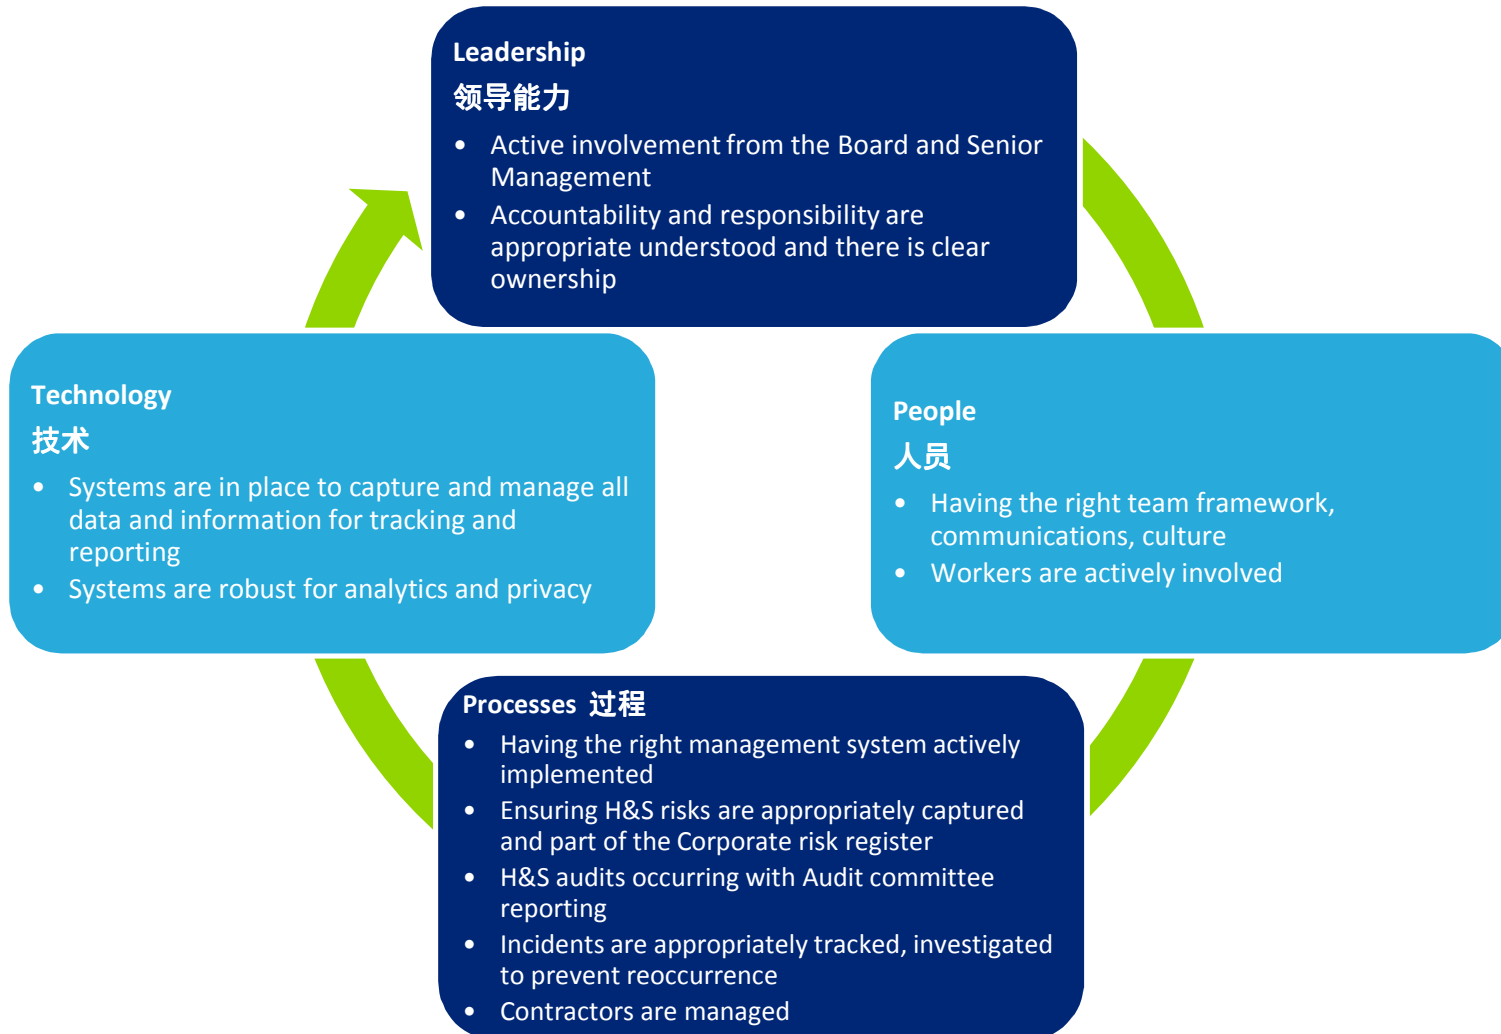 Leadership
领导能力
• Active involvement from the Board and Senior
Management
• Accountability and responsibility are
appropriate understood and there is clear
ownership
Technology
技术
• Systems are in place to capture and manage all
data and information for tracking and
reporting
• Systems are robust for analytics and privacy
People
人员
• Having the right team framework,
communications, culture
• Workers are actively involved
Processes 过程
• Having the right management system actively
implemented
• Ensuring H&S risks are appropriately captured
and part of the Corporate risk register
• H&S audits occurring with Audit committee
reporting
• Incidents are appropriately tracked, investigated
to prevent reoccurrence
• Contractors are managed